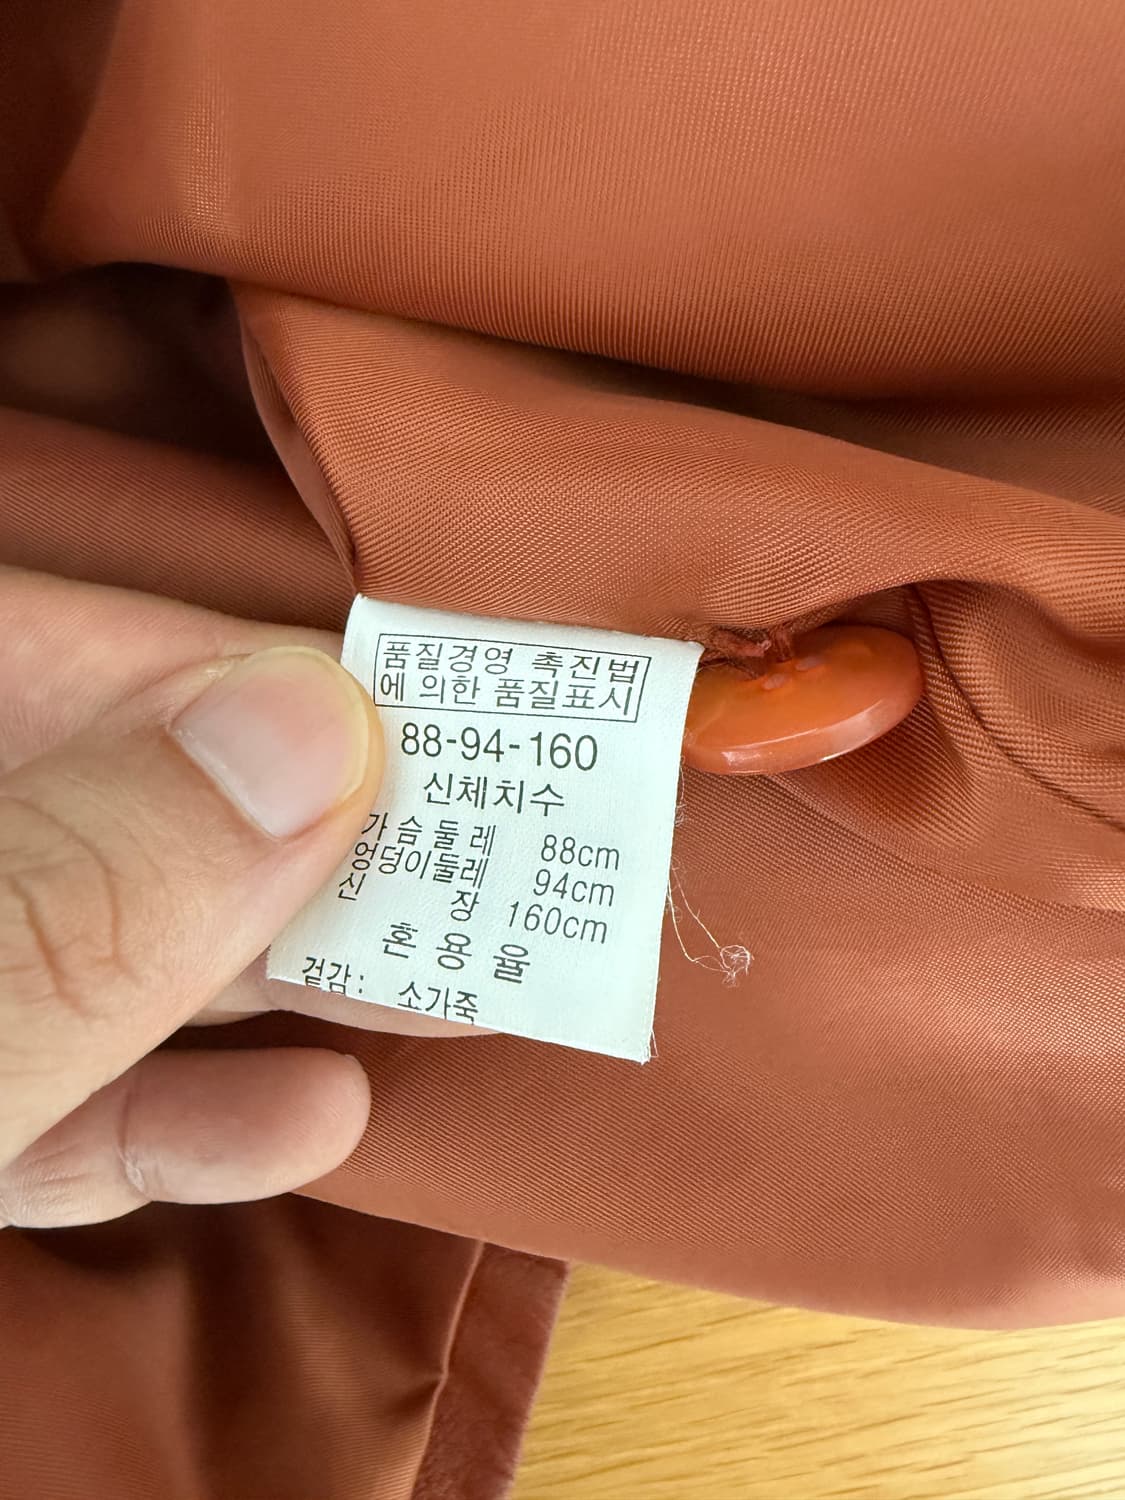 품질경영 촉진법
에 의한 품질표시
88-94-160
신체치수
가슴둘레 88cm
엉덩이둘레 94cm
신 장 160cm
혼 용 율
겉감: 소가죽